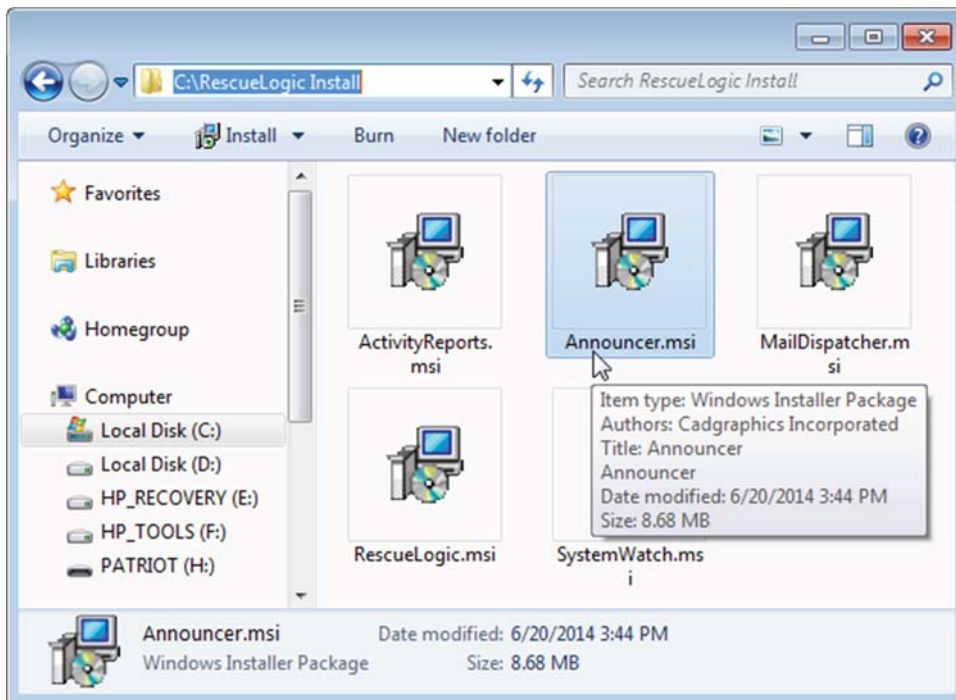 C:\RescueLogic Install
Search RescueLogic Install
Organize
Install
Burn
New folder
Favorites
Libraries
Homegroup
Computer
Local Disk (C:)
Local Disk (D:)
HP_RECOVERY (E:)
HP_TOOLS (F:)
PATRIOT (H:)
ActivityReports.
msi
Announcer.msi
MailDispatcher.m
si
RescueLogic.msi
SystemWatch.ms
i
Item type: Windows Installer Package
Authors: Cadgraphics Incorporated
Title: Announcer
Announcer
Date modified: 6/20/2014 3:44 PM
Size: 8.68 MB
Announcer.msi
Date modified: 6/20/2014 3:44 PM
Windows Installer Package
Size: 8.68 MB